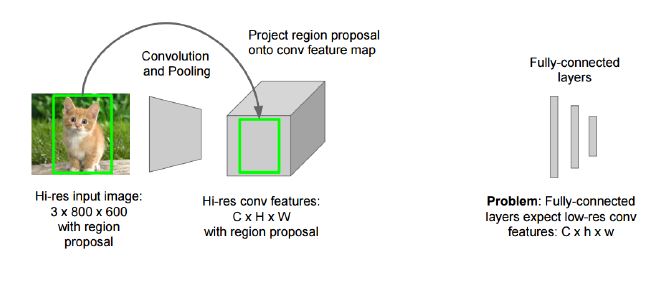 Project region proposal
onto conv feature map
Convolution
and Pooling
Fully-connected
layers
Hi-res input image:
3 x 800 x 600
with region
proposal
Hi-res conv features:
C x H x W
with region proposal
Problem: Fully-connected
layers expect low-res conv
features: C x h x w